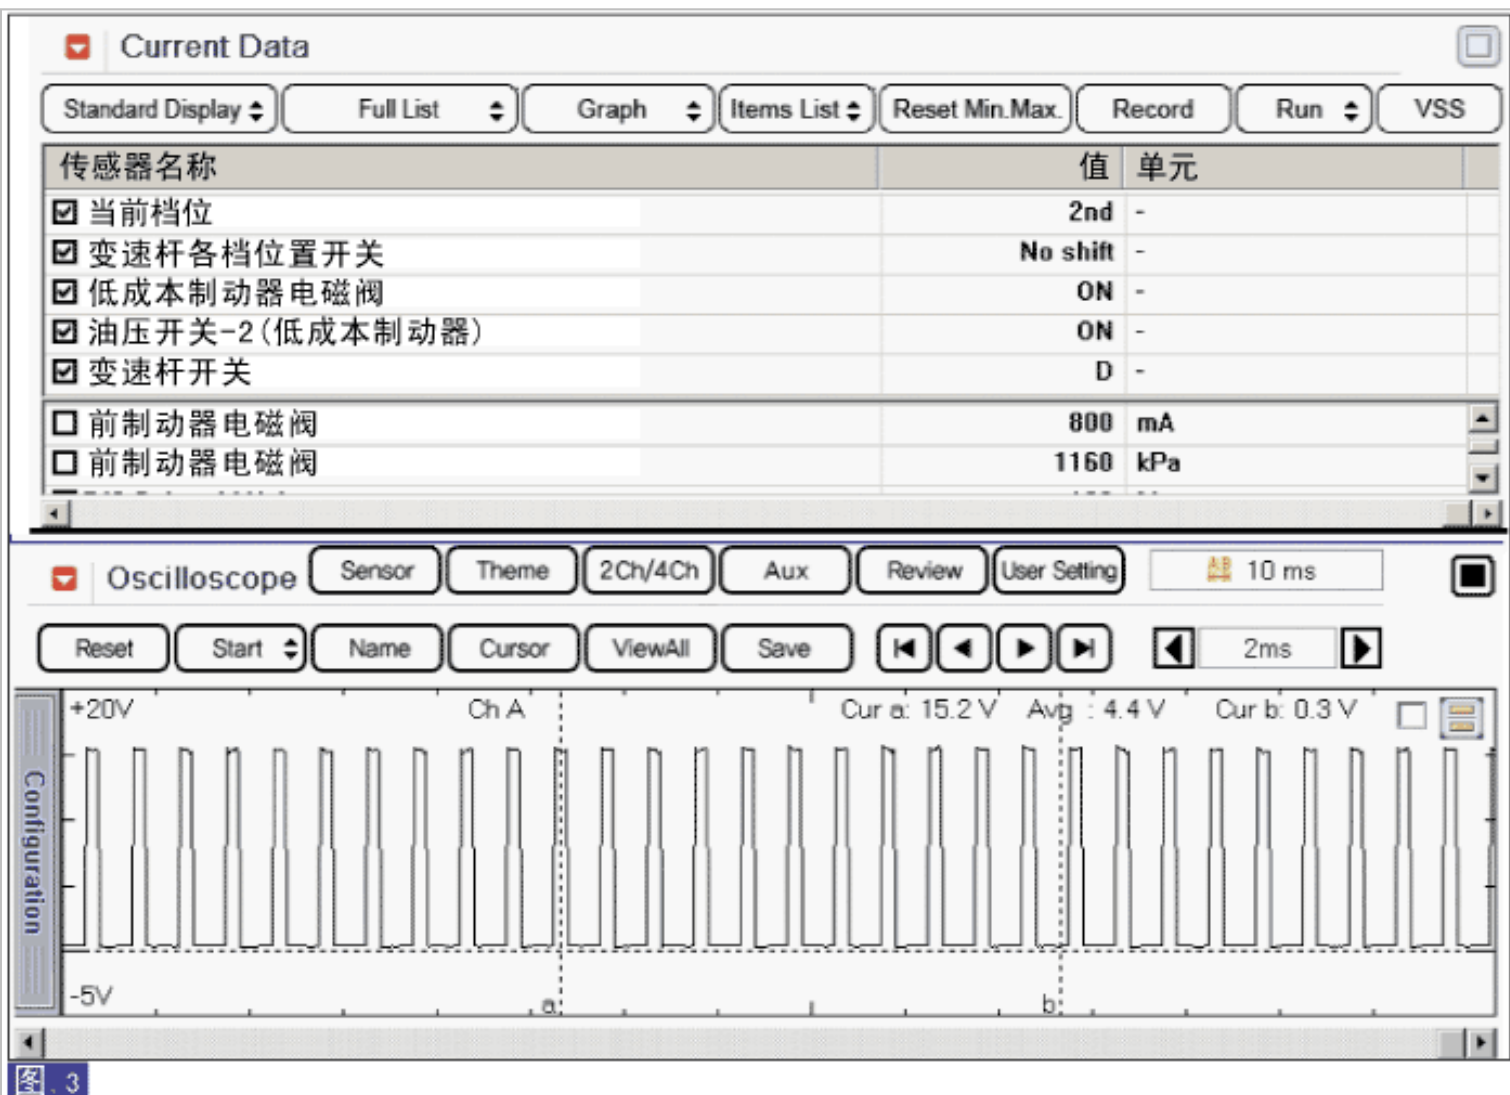 Current Data
Standard Display Full List Graph Items List Reset Min.Max. Record Run VSS
传感器名称 值 单元
当前档位 2nd -
变速杆各档位置开关 No shift -
低成本制动器电磁阀 ON -
油压开关-2(低成本制动器) ON -
变速杆开关 D -
前制动器电磁阀 800 mA
前制动器电磁阀 1160 kPa
Oscilloscope Sensor Theme 2Ch/4Ch Aux Review User Setting 10 ms
Reset Start Name Cursor ViewAll Save 2ms
+20V Ch A Cur a: 15.2 V Avg : 4.4 V Cur b: 0.3 V
Configuration
-5V a b
图.3